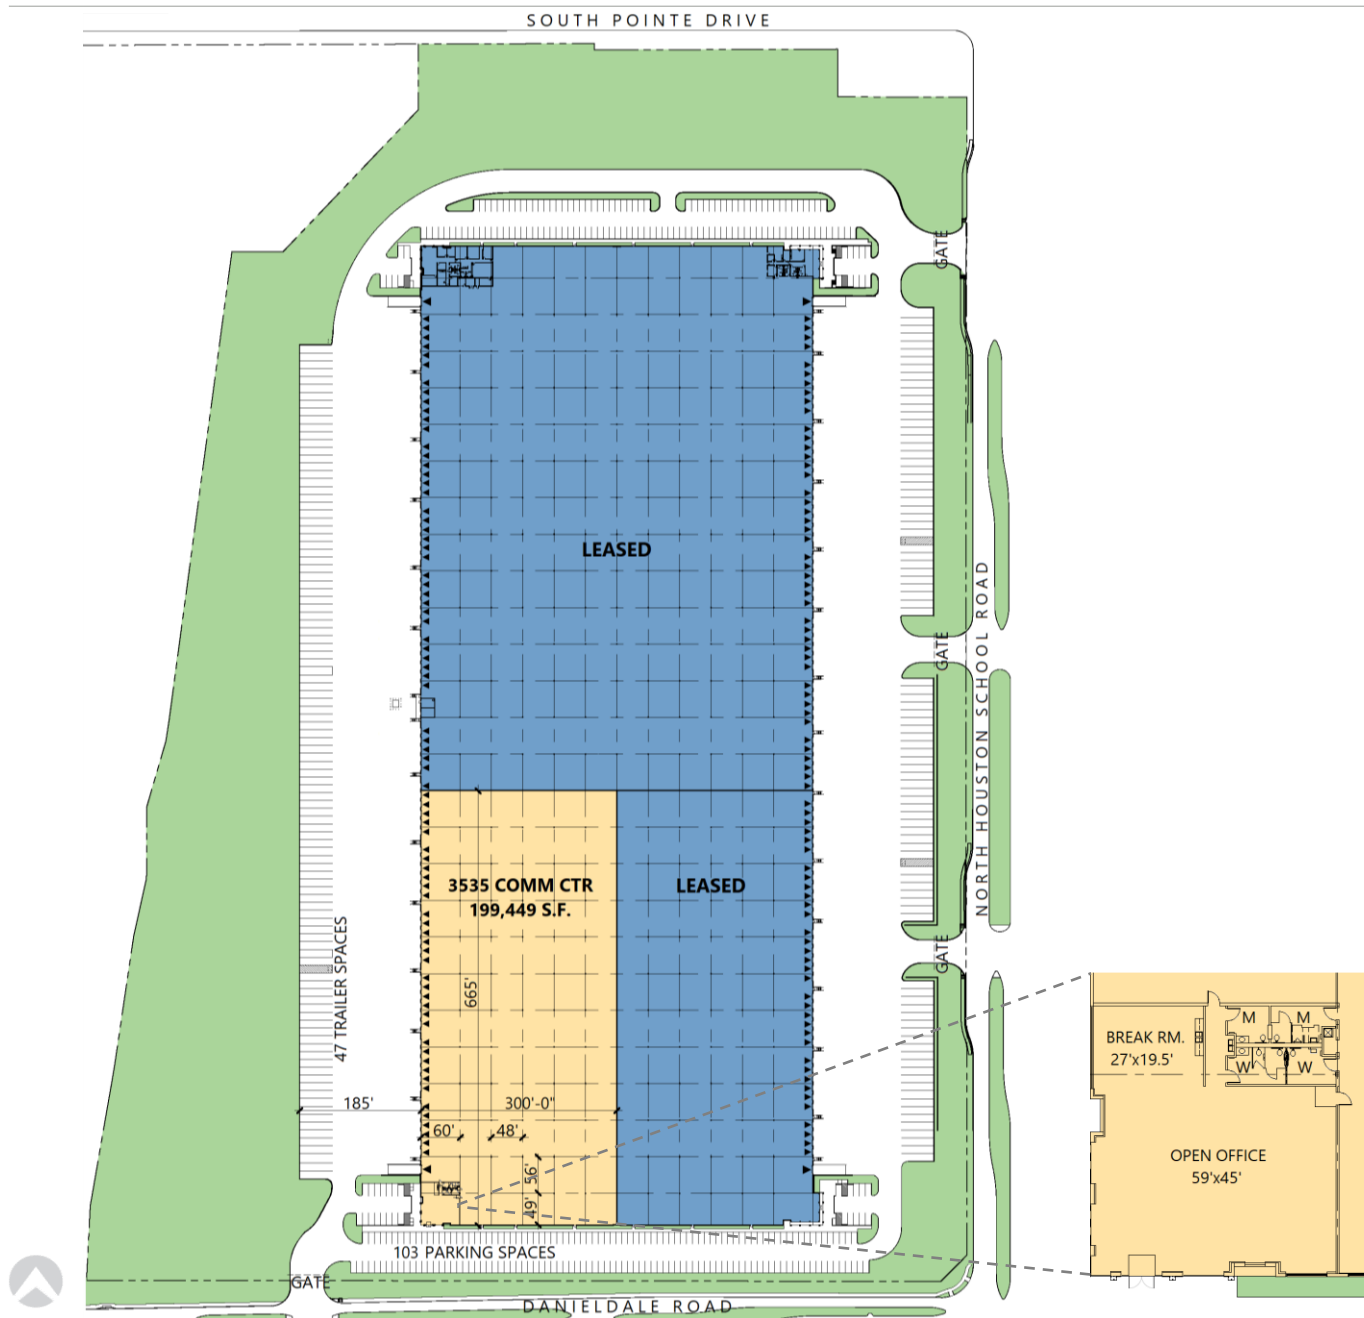 SOUTH POINTE DRIVE
GATE
LEASED
NORTH HOUSTON SCHOOL ROAD
GATE
3535 COMM CTR
199,449 S.F.
LEASED
47 TRAILER SPACES
GATE
665'
185'
300'-0"
60'
48'
56'
49'
BREAK RM.
27'x19.5'
M
M
W
W
OPEN OFFICE
59'x45'
103 PARKING SPACES
GATE
DANIELDALE ROAD